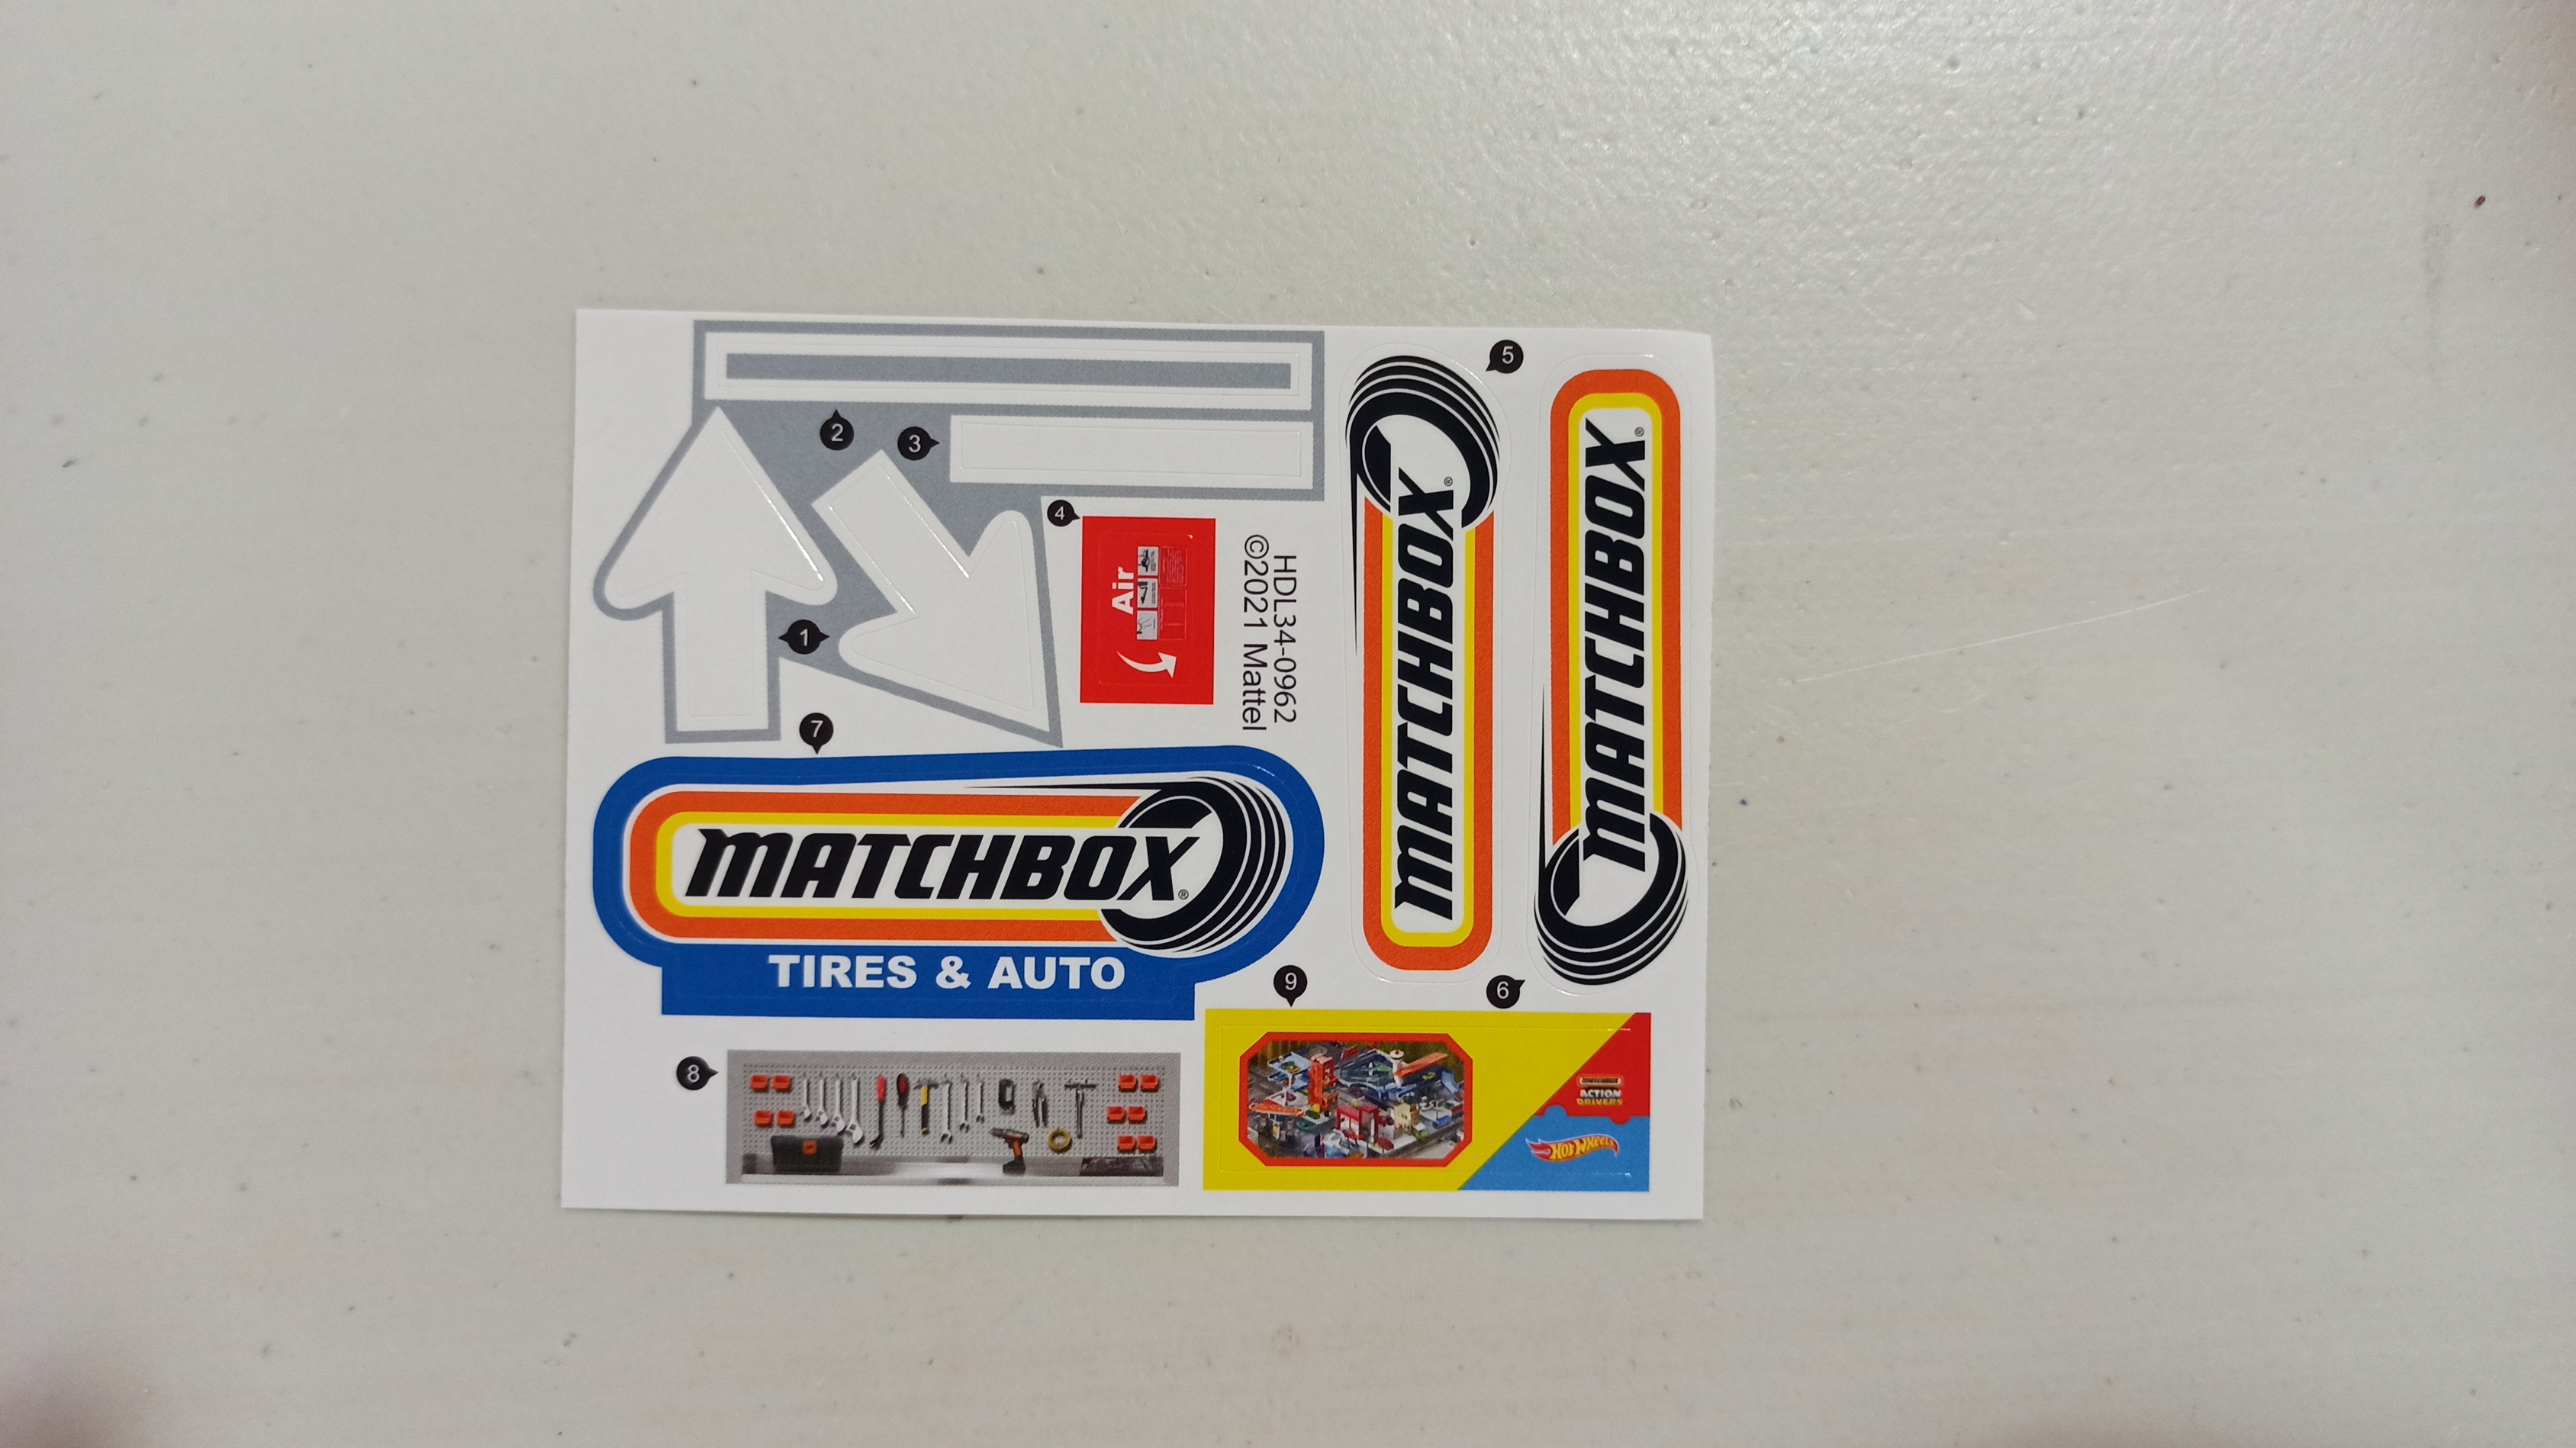 2
3
5
MATCHBOX®
MATCHBOX®
4
Air
HDL34-0962
©2021 Mattel
1
7
MATCHBOX®
TIRES & AUTO
9
6
8
MATCHBOX
ACTION
DRIVERS
HOT WHEELS